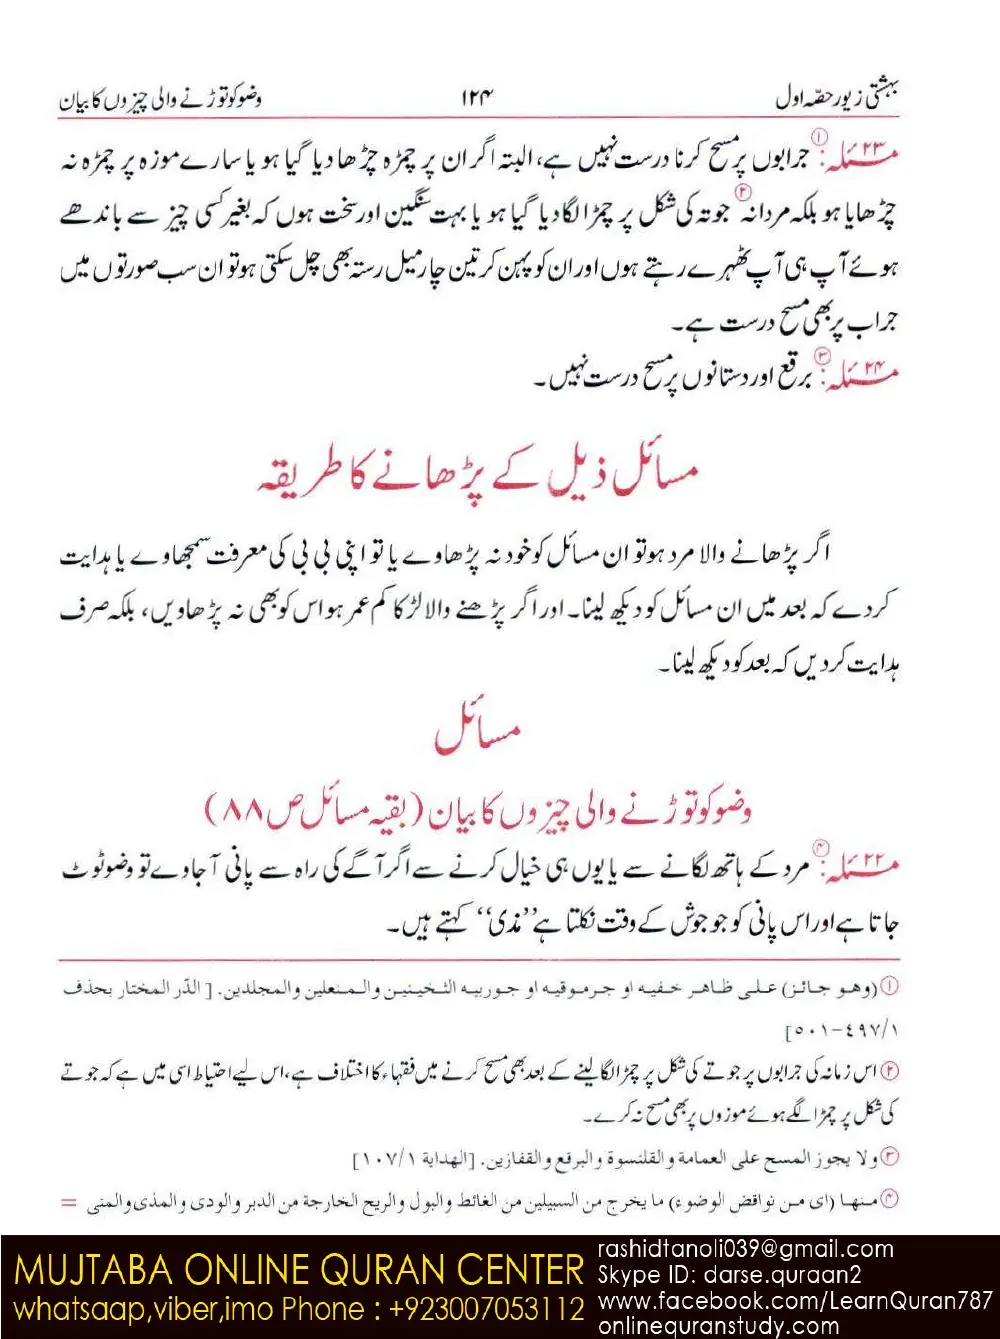 بہشتی زیور حصّہ اول ۱۲۴ وضو کو توڑنے والی چیزوں کا بیان
مسئلہ ۲۳: ① جرابوں پر مسح کرنا درست نہیں ہے، البتہ اگر ان پر چمڑہ چڑھا دیا گیا ہو یا سارے موزہ پر چمڑہ نہ
چڑھایا ہو بلکہ مردانہ ② جوتہ کی شکل پر چمڑا لگا دیا گیا ہو یا بہت سنگین اور سخت ہوں کہ بغیر کسی چیز سے باندھے
ہوئے آپ ہی آپ ٹھہرے رہتے ہوں اور ان کو پہن کر تین چار میل رستہ بھی چل سکتی ہو تو ان سب صورتوں میں
جراب پر بھی مسح درست ہے۔
مسئلہ ۲۴: ③ برقع اور دستانوں پر مسح درست نہیں۔
مسائل ذیل کے پڑھانے کا طریقہ
اگر پڑھانے والا مرد ہو تو ان مسائل کو خود نہ پڑھاوے یا تو اپنی بی بی کی معرفت سمجھاوے یا ہدایت
کردے کہ بعد میں ان مسائل کو دیکھ لینا۔ اور اگر پڑھنے والا لڑکا کم عمر ہو اس کو بھی نہ پڑھاویں، بلکہ صرف
ہدایت کردیں کہ بعد کو دیکھ لینا۔
مسائل
وضو کو توڑنے والی چیزوں کا بیان (بقیہ مسائل ص ۸۸)
مسئلہ ۲۲: ④ مرد کے ہاتھ لگانے سے یا یوں ہی خیال کرنے سے اگر آگے کی راہ سے پانی آجاوے تو وضو ٹوٹ
جاتا ہے اور اس پانی کو جو جوش کے وقت نکلتا ہے ‘‘مذی’’ کہتے ہیں۔
① (وهو جائز) على ظاهر خفيه او جرموقيه او جوربيه الثخينين والمنعلين والمجلدين. [الدّر المختار بحذف
۱/۴۹۷-۵۰۱]
② اس زمانہ کی جرابوں پر جوتے کی شکل پر چمڑا لگا لینے کے بعد بھی مسح کرنے میں فقہاء کا اختلاف ہے، اس لیے احتیاط اسی میں ہے کہ جوتے
کی شکل پر چمڑا لگے ہوئے موزوں پر بھی مسح نہ کرے۔
③ ولا يجوز المسح على العمامة والقلنسوة والبرقع والقفازين. [الهداية ۱/۱۰۷]
④ منها (اى من نواقض الوضوء) ما يخرج من السبيلين من الغائط والبول والريح الخارجة من الدبر والودى والمذى والمنى =
MUJTABA ONLINE QURAN CENTER
whatsaap,viber,imo Phone : +923007053112
rashidtanoli039@gmail.com
Skype ID: darse.quraan2
www.facebook.com/LearnQuran787
onlinequranstudy.com